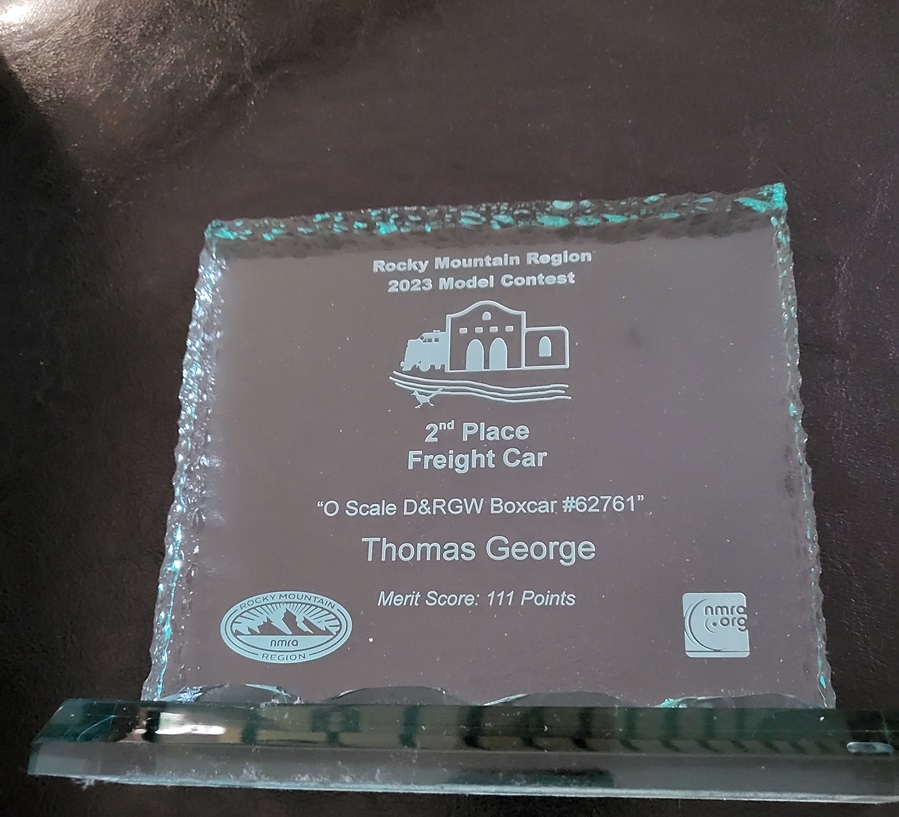 Rocky Mountain Region
2023 Model Contest
2nd Place
Freight Car
“O Scale D&RGW Boxcar #62761”
Thomas George
Merit Score: 111 Points
ROCKY MOUNTAIN
nmra
REGION
nmra
.org